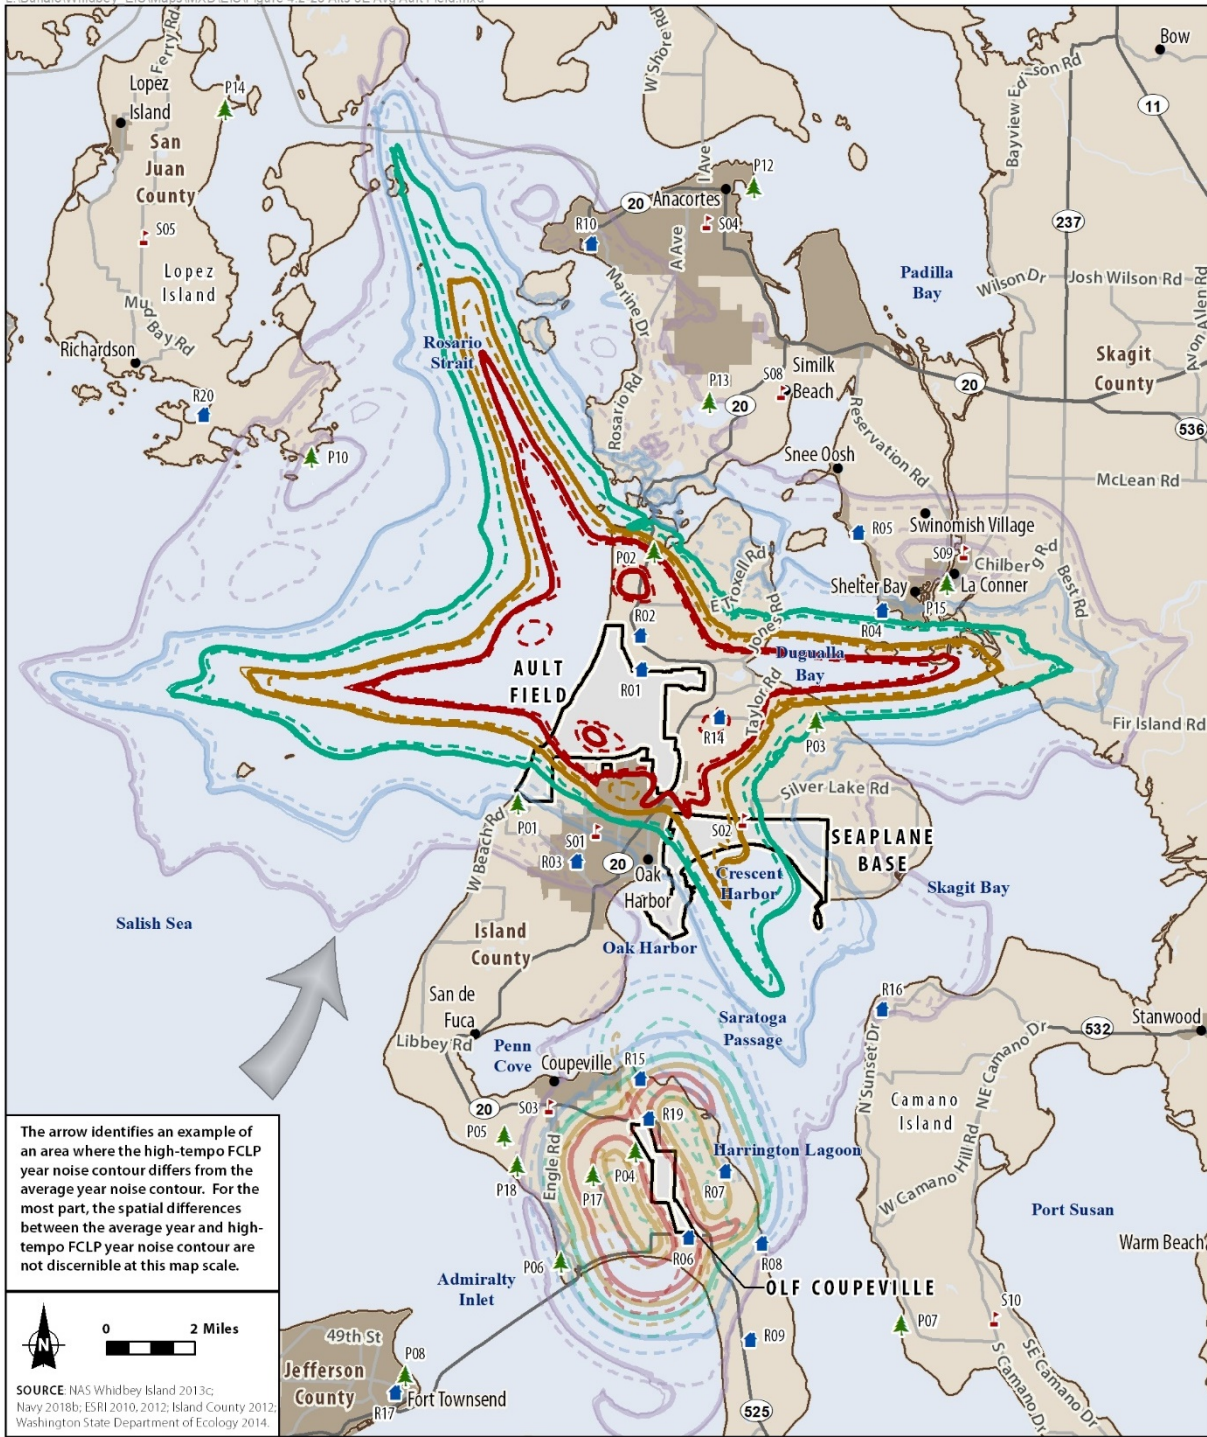 Bow
W Shore Rd
Ferry Rd
Bayview Edison Rd
11
Lopez
Island
P14
San
Juan
County
I Ave
P12
20
Anacortes
S05
R10
S04
237
A Ave
Lopez
Island
Marine Dr
Padilla
Bay
Wilson Dr
Josh Wilson Rd
Avon Allen Rd
Mud Bay Rd
Rosario
Strait
Richardson
Similk
Beach
S08
Skagit
County
P13
20
20
R20
Rosario Rd
Reservation Rd
536
P10
Snee Oosh
McLean Rd
R05
Swinomish Village
P02
S09
Chilberg Rd
E Troxell Rd
Shelter Bay
La Conner
Best Rd
R02
Jones Rd
R04
P15
AULT
FIELD
R01
Dugualla
Bay
Taylor Rd
R14
P03
Fir Island Rd
Silver Lake Rd
P01
W Beach Rd
S01
S02
SEAPLANE
BASE
R03
20
Oak
Harbor
Crescent
Harbor
Skagit Bay
Salish Sea
Island
County
Oak Harbor
San de
Fuca
Saratoga
Passage
R16
Stanwood
532
Libbey Rd
Penn
Cove
Coupeville
R15
N Sunset Dr
NE Camano Dr
Camano
Island
20
S03
R19
P05
Harrington Lagoon
Engle Rd
P04
P18
P17
R07
W Camano Hill Rd
Port Susan
R06
R08
Warm Beach
P06
Admiralty
Inlet
OLF COUPEVILLE
S10
P07
R09
S Camano Dr
SE Camano Dr
525
The arrow identifies an example of
an area where the high-tempo FCLP
year noise contour differs from the
average year noise contour. For the
most part, the spatial differences
between the average year and high-
tempo FCLP year noise contour are
not discernible at this map scale.
N
0 2 Miles
SOURCE: NAS Whidbey Island 2013c;
Navy 2018b; ESRI 2010, 2012; Island County 2012;
Washington State Department of Ecology 2014.
49th St
Jefferson
County
P08
R17
Fort Townsend